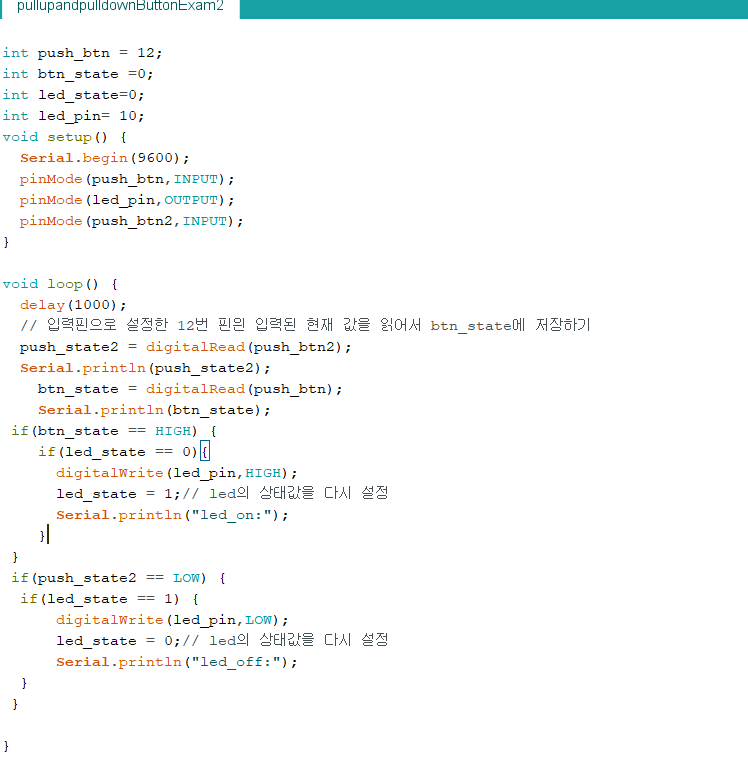 pullupandpulldownButtonExam2
int push_btn = 12;
int btn_state =0;
int led_state=0;
int led_pin= 10;
void setup() {
  Serial.begin(9600);
  pinMode(push_btn,INPUT);
  pinMode(led_pin,OUTPUT);
  pinMode(push_btn2,INPUT);
}
void loop() {
  delay(1000);
  // 입력핀으로 설정한 12번 핀의 입력된 현재 값을 읽어서 btn_state에 저장하기
  push_state2 = digitalRead(push_btn2);
  Serial.println(push_state2);
    btn_state = digitalRead(push_btn);
    Serial.println(btn_state);
 if(btn_state == HIGH) {
    if(led_state == 0){
      digitalWrite(led_pin,HIGH);
      led_state = 1;// led의 상태값을 다시 설정
      Serial.println("led_on:");
    }
 }
 if(push_state2 == LOW) {
  if(led_state == 1) {
      digitalWrite(led_pin,LOW);
      led_state = 0;// led의 상태값을 다시 설정
      Serial.println("led_off:");
  }
 }
}